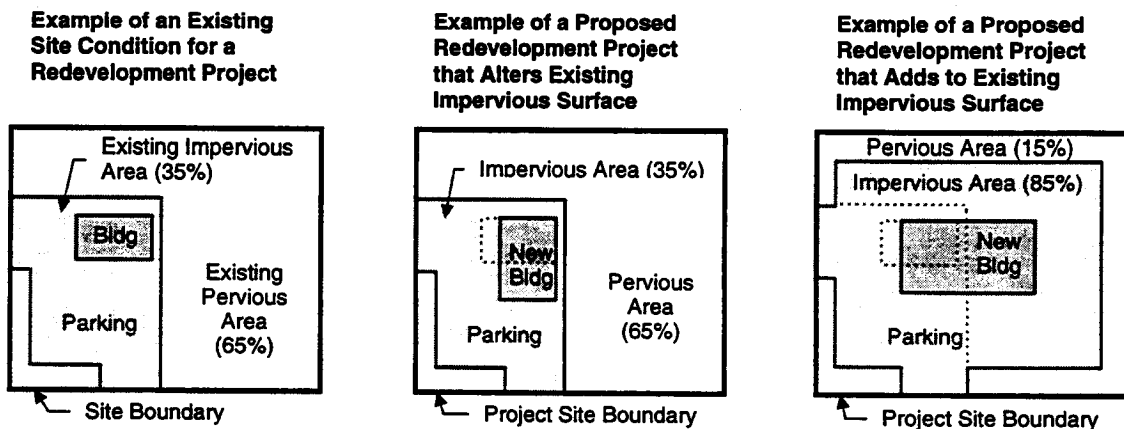 Example of an Existing
Site Condition for a
Redevelopment Project
Existing Impervious
Area (35%)
Bldg
Existing
Pervious
Area
(65%)
Parking
Site Boundary
Example of a Proposed
Redevelopment Project
that Alters Existing
Impervious Surface
Impervious Area (35%)
New
Bldg
Pervious
Area
(65%)
Parking
Project Site Boundary
Example of a Proposed
Redevelopment Project
that Adds to Existing
Impervious Surface
Pervious Area (15%)
Impervious Area (85%)
New
Bldg
Parking
Project Site Boundary